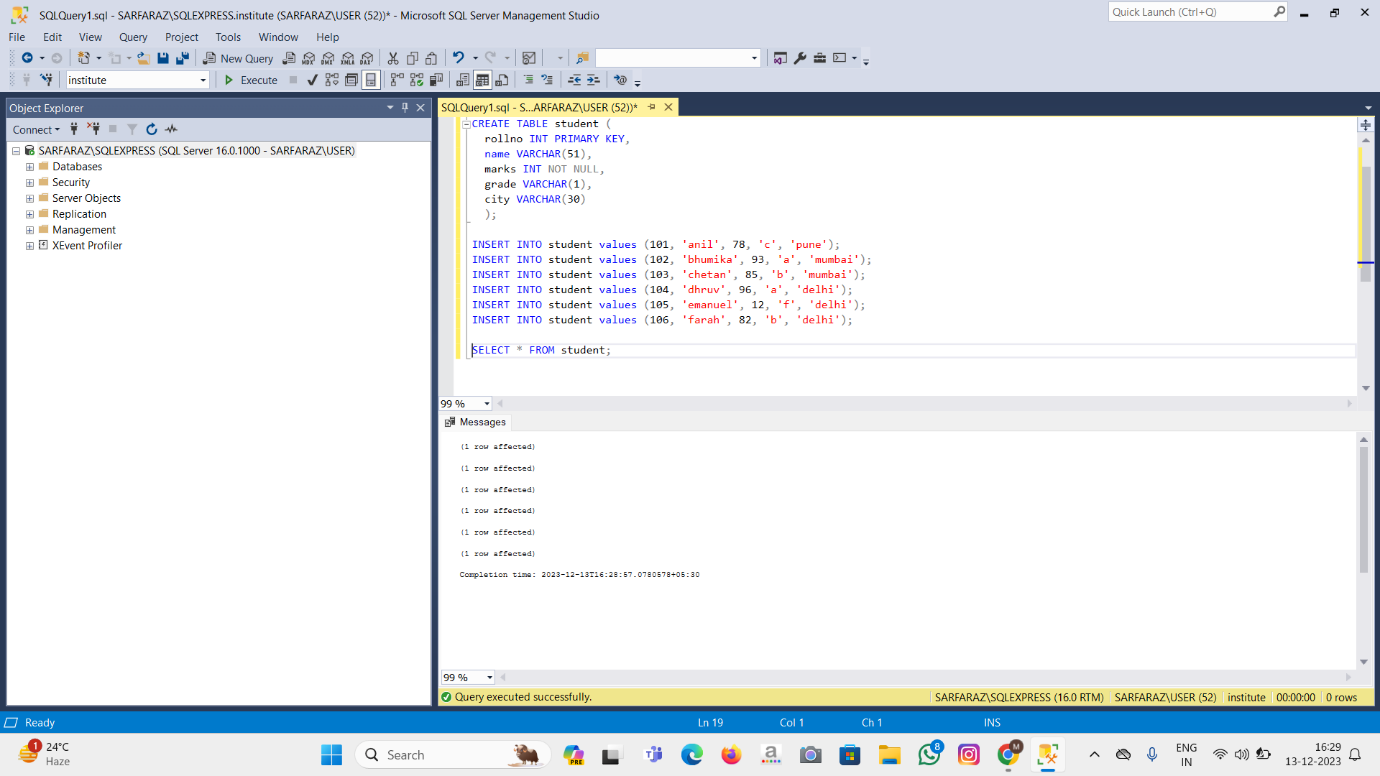 SQLQuery1.sql - SARFARAZ\SQLEXPRESS.institute (SARFARAZ\USER (52))* - Microsoft SQL Server Management Studio
Quick Launch (Ctrl+Q)
File Edit View Query Project Tools Window Help
New Query
institute
Execute
Object Explorer
Connect
SARFARAZ\SQLEXPRESS (SQL Server 16.0.1000 - SARFARAZ\USER)
Databases
Security
Server Objects
Replication
Management
XEvent Profiler
SQLQuery1.sql - S...ARFARAZ\USER (52))*
CREATE TABLE student (
rollno INT PRIMARY KEY,
name VARCHAR(51),
marks INT NOT NULL,
grade VARCHAR(1),
city VARCHAR(30)
);
INSERT INTO student values (101, 'anil', 78, 'c', 'pune');
INSERT INTO student values (102, 'bhumika', 93, 'a', 'mumbai');
INSERT INTO student values (103, 'chetan', 85, 'b', 'mumbai');
INSERT INTO student values (104, 'dhruv', 96, 'a', 'delhi');
INSERT INTO student values (105, 'emanuel', 12, 'f', 'delhi');
INSERT INTO student values (106, 'farah', 82, 'b', 'delhi');
SELECT * FROM student;
99 %
Messages
(1 row affected)
(1 row affected)
(1 row affected)
(1 row affected)
(1 row affected)
(1 row affected)
Completion time: 2023-12-13T16:28:57.0780578+05:30
99 %
Query executed successfully.
SARFARAZ\SQLEXPRESS (16.0 RTM) SARFARAZ\USER (52) institute 00:00:00 0 rows
Ready
Ln 19 Col 1 Ch 1 INS
1
24°C
Haze
Search
PRE
8
M
ENG
IN
16:29
13-12-2023